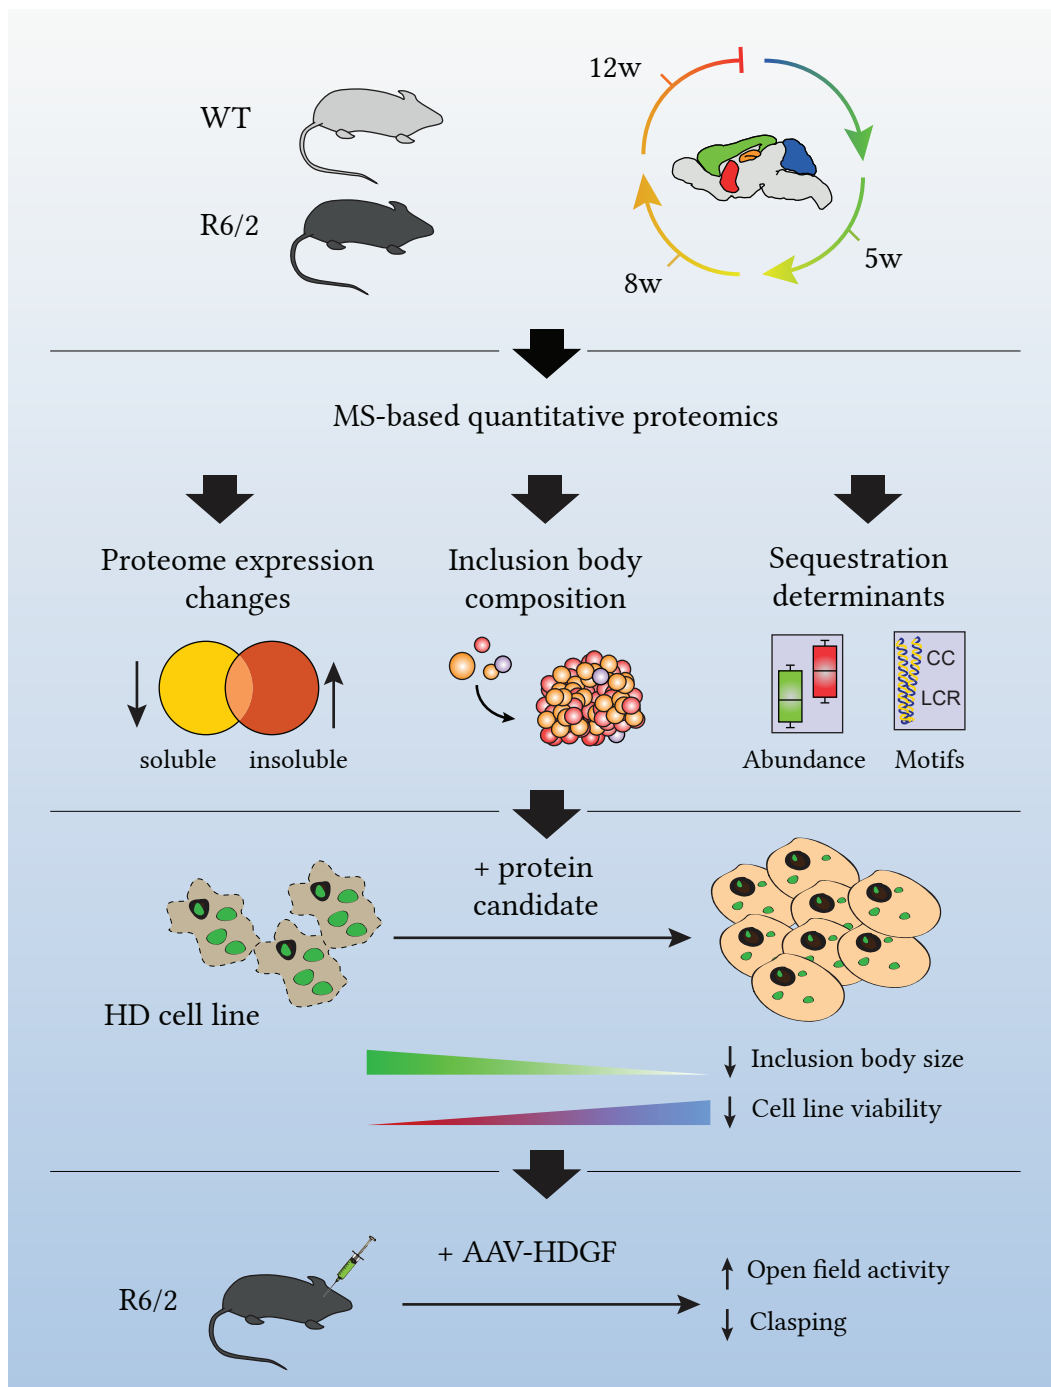 WT
R6/2
12w
5w
8w
MS-based quantitative proteomics
Proteome expression
changes
Inclusion body
composition
Sequestration
determinants
CC
LCR
soluble
insoluble
Abundance
Motifs
+ protein
candidate
HD cell line
Inclusion body size
Cell line viability
+ AAV-HDGF
R6/2
Open field activity
Clasping